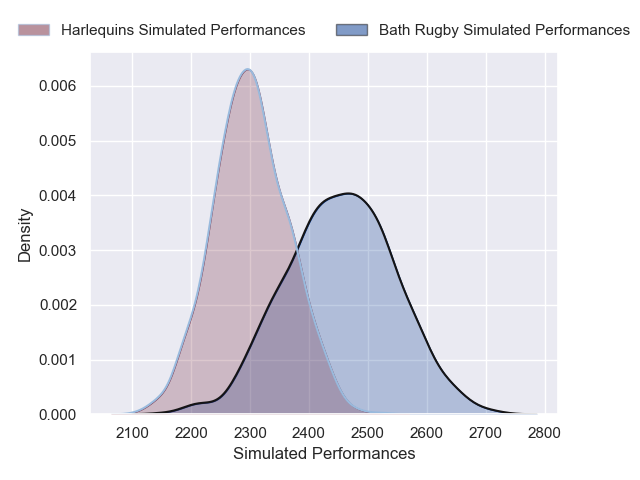 Harlequins Simulated Performances Bath Rugby Simulated Performances
0.006
0.005
0.004
0.003
0.002
0.001
0.000
Density
2100 2200 2300 2400 2500 2600 2700 2800
Simulated Performances